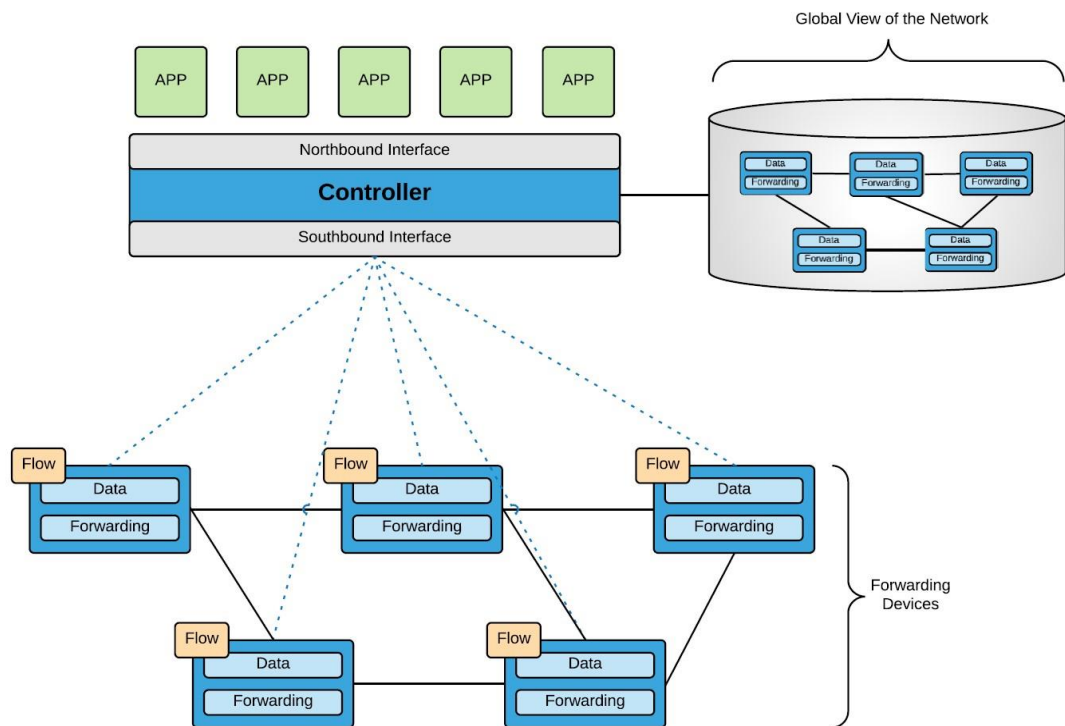 Global View of the Network
APP
APP
APP
APP
APP
Northbound Interface
Controller
Southbound Interface
Data
Forwarding
Data
Forwarding
Data
Forwarding
Data
Forwarding
Data
Forwarding
Flow
Data
Forwarding
Flow
Data
Forwarding
Flow
Data
Forwarding
Forwarding
Devices
Flow
Data
Forwarding
Flow
Data
Forwarding